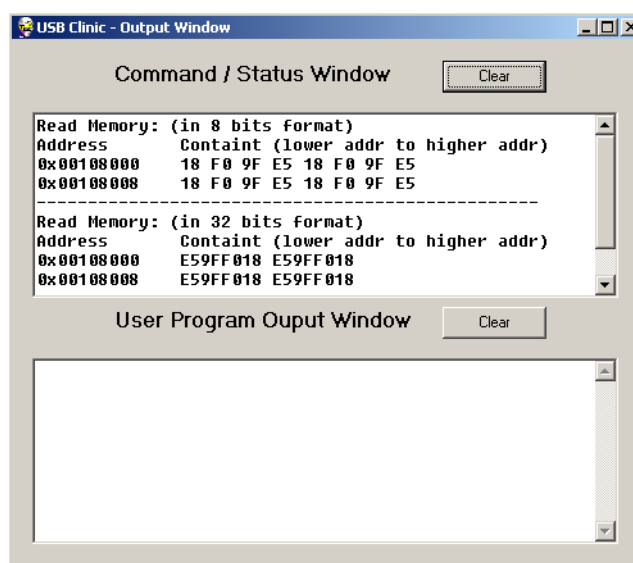 USB Clinic - Output Window
Command / Status Window
Clear
Read Memory: (in 8 bits format)
Address Containt (lower addr to higher addr)
0x00108000 18 F0 9F E5 18 F0 9F E5
0x00108008 18 F0 9F E5 18 F0 9F E5
--------------------------------------------------
Read Memory: (in 32 bits format)
Address Containt (lower addr to higher addr)
0x00108000 E59FF018 E59FF018
0x00108008 E59FF018 E59FF018
User Program Ouput Window
Clear